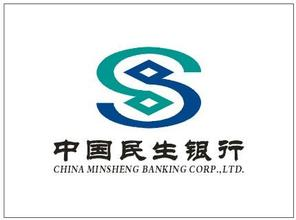 中国民生银行
CHINA MINSHENG BANKING CORP.,LTD.